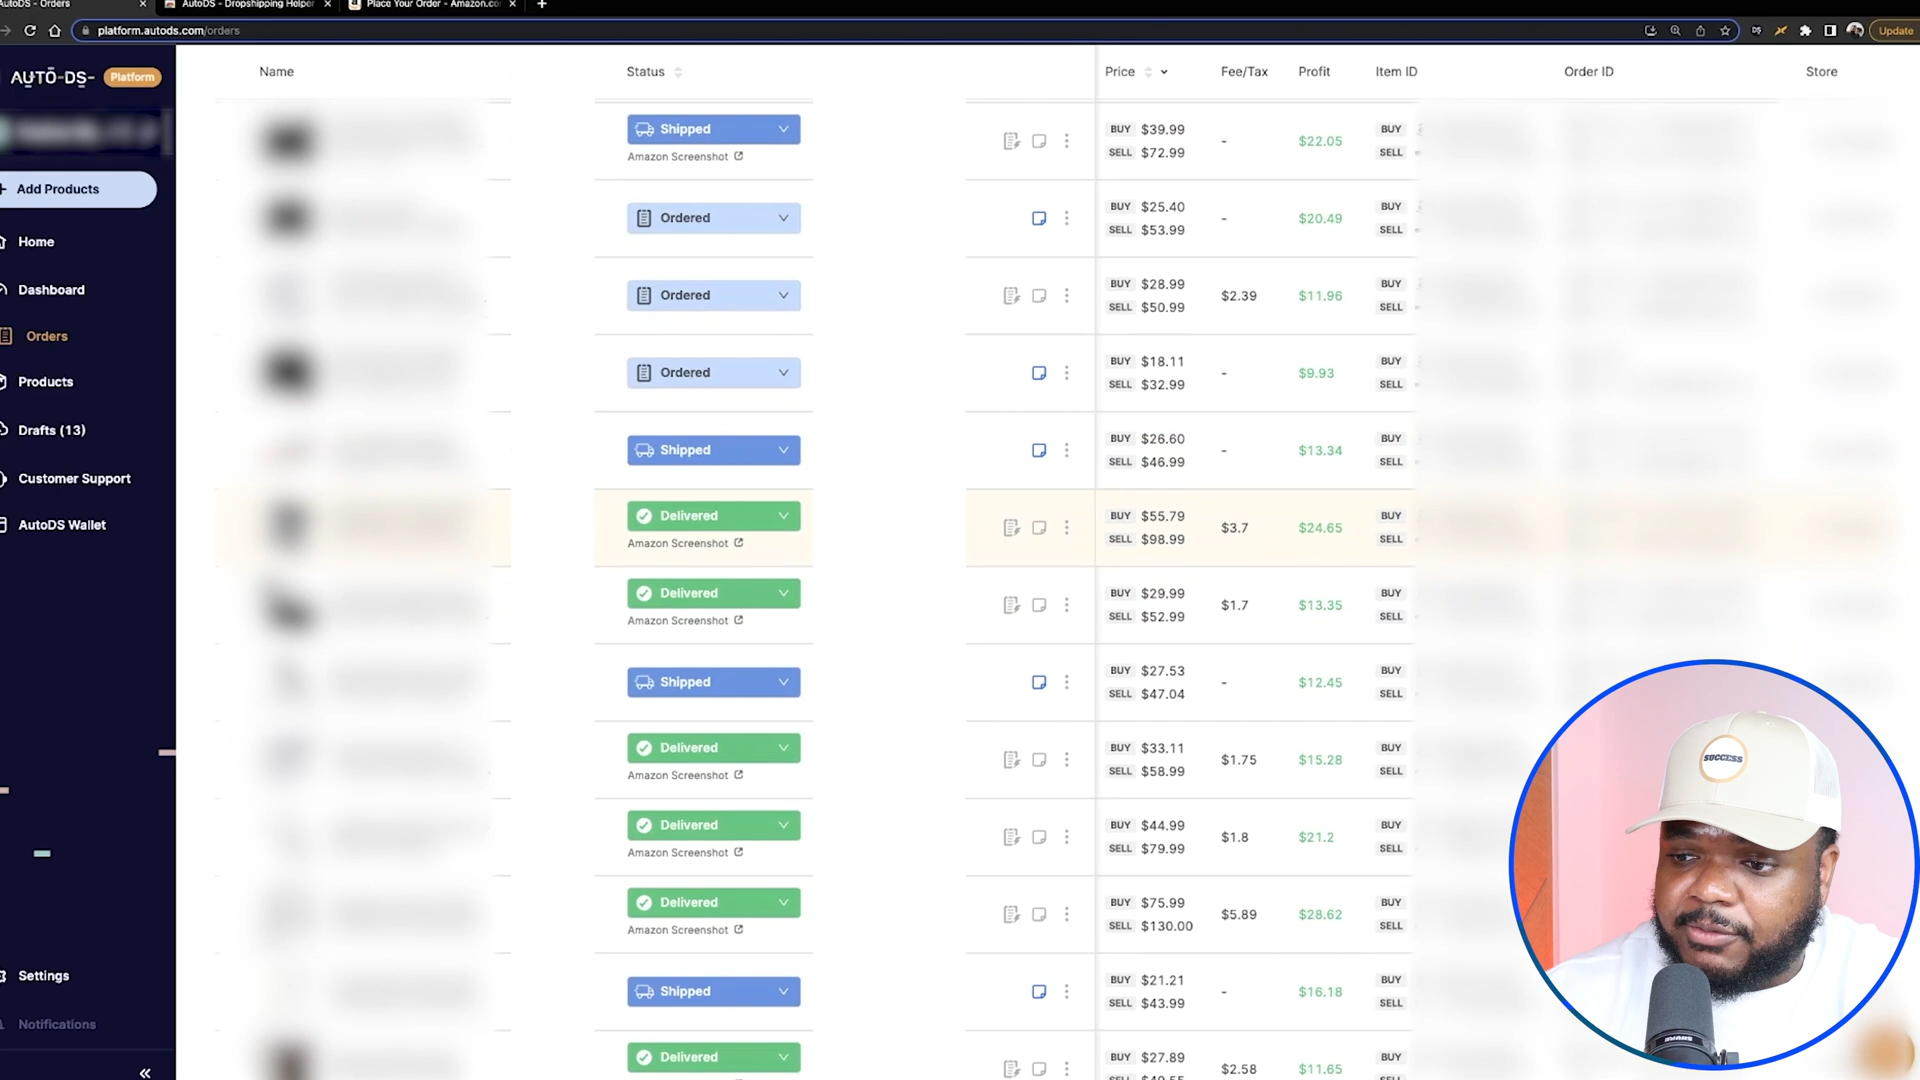 AutoDS - Orders
AutoDS - Dropshipping Helper
Place Your Order - Amazon.co
platform.autods.com/orders
Update
AUTO-DS-
Platform
Add Products
Home
Dashboard
Orders
Products
Drafts (13)
Customer Support
AutoDS Wallet
Settings
Notifications
Name Status Price Fee/Tax Profit Item ID Order ID Store
Shipped
Amazon Screenshot
BUY $39.99
SELL $72.99
-
$22.05
BUY
SELL
Ordered
BUY $25.40
SELL $53.99
-
$20.49
BUY
SELL
Ordered
BUY $28.99
SELL $50.99
$2.39
$11.96
BUY
SELL
Ordered
BUY $18.11
SELL $32.99
-
$9.93
BUY
SELL
Shipped
BUY $26.60
SELL $46.99
-
$13.34
BUY
SELL
Delivered
Amazon Screenshot
BUY $55.79
SELL $98.99
$3.7
$24.65
BUY
SELL
Delivered
Amazon Screenshot
BUY $29.99
SELL $52.99
$1.7
$13.35
BUY
SELL
Shipped
BUY $27.53
SELL $47.04
-
$12.45
BUY
SELL
Delivered
Amazon Screenshot
BUY $33.11
SELL $58.99
$1.75
$15.28
BUY
SELL
Delivered
Amazon Screenshot
BUY $44.99
SELL $79.99
$1.8
$21.2
BUY
SELL
Delivered
Amazon Screenshot
BUY $75.99
SELL $130.00
$5.89
$28.62
BUY
SELL
Shipped
BUY $21.21
SELL $43.99
-
$16.18
BUY
SELL
Delivered
BUY $27.89
$2.58
$11.65
BUY
SUCCESS